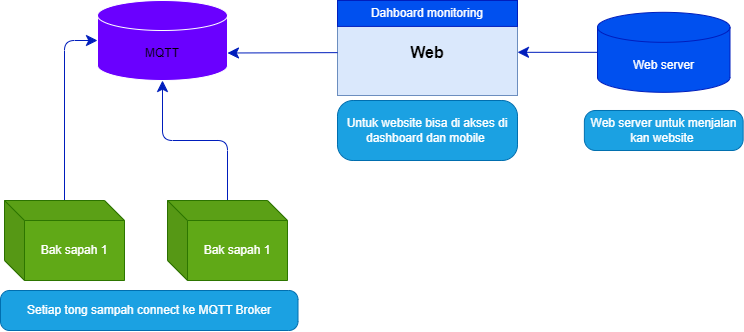 Dahboard monitoring
MQTT
Web
Web server
Untuk website bisa di akses di
dashboard dan mobile
Web server untuk menjalan
kan website
Bak sapah 1
Bak sapah 1
Setiap tong sampah connect ke MQTT Broker